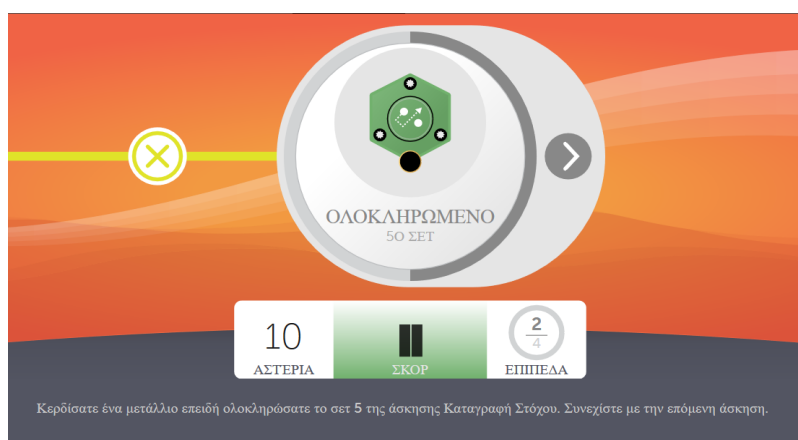 ΟΛΟΚΛΗΡΩΜΕΝΟ
5Ο ΣΕΤ
10
ΑΣΤΕΡΙΑ
ΣΚΟΡ
2
4
ΕΠΙΠΕΔΑ
Κερδίσατε ένα μετάλλιο επειδή ολοκληρώσατε το σετ 5 της άσκησης Καταγραφή Στόχου. Συνεχίστε με την επόμενη άσκηση.